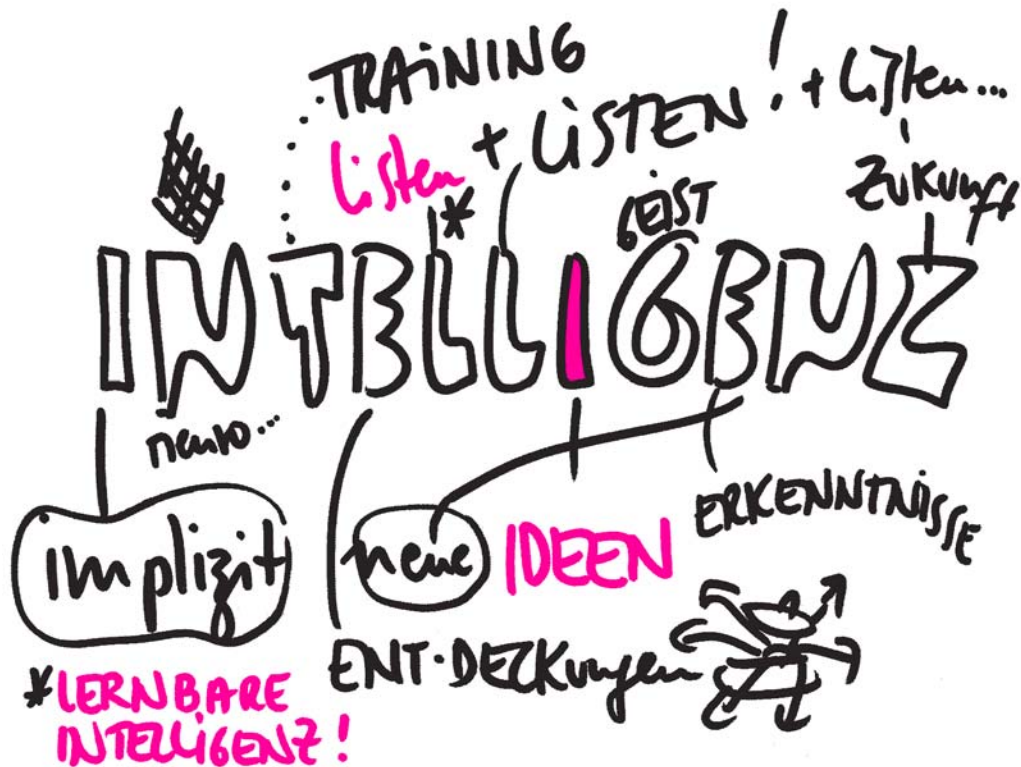 TRAiNiNG
Listen* + LiSTEN! + Listen...
Zukunft
GEiST
INTELLIGENZ
neuro...
ERKENNTNiSSE
implizit
neue IDEEN
ENT·DECKungen
*LERNBARE
INTELLiGENZ!